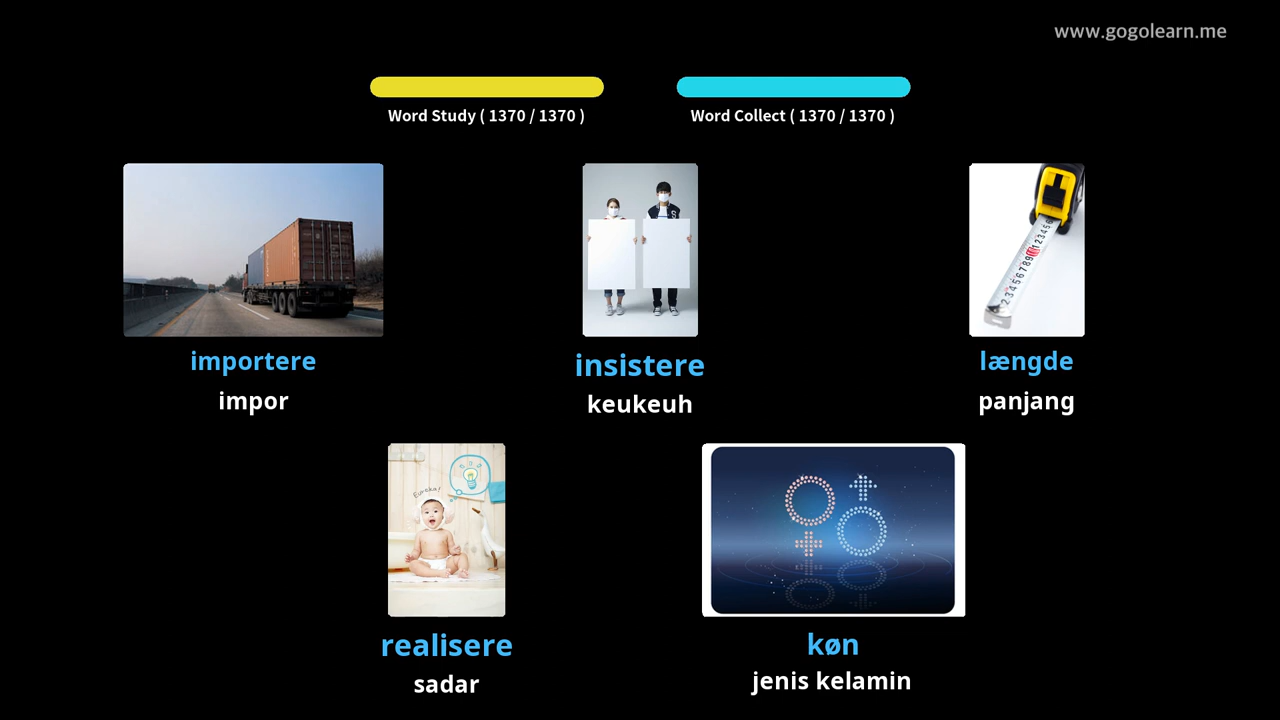 www.gogolearn.me
Word Study ( 1370 / 1370 )
Word Collect ( 1370 / 1370 )
importere
impor
insistere
keukeuh
længde
panjang
Eureka!
realisere
sadar
køn
jenis kelamin